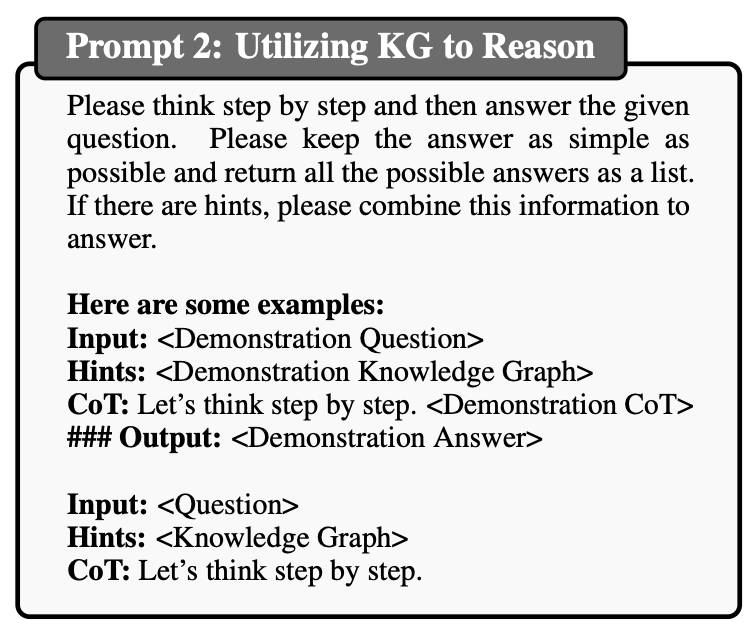 Prompt 2: Utilizing KG to Reason
Please think step by step and then answer the given
question. Please keep the answer as simple as
possible and return all the possible answers as a list.
If there are hints, please combine this information to
answer.
Here are some examples:
Input: <Demonstration Question>
Hints: <Demonstration Knowledge Graph>
CoT: Let’s think step by step. <Demonstration CoT>
### Output: <Demonstration Answer>
Input: <Question>
Hints: <Knowledge Graph>
CoT: Let’s think step by step.